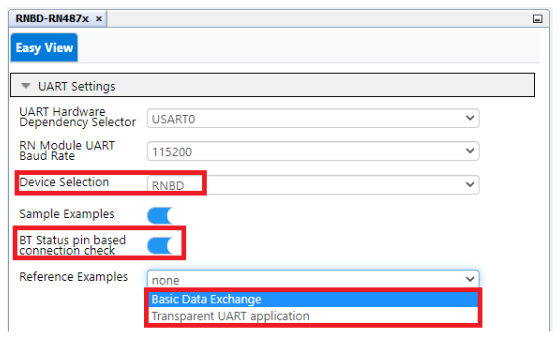 RNBD-RN487x ×
Easy View
UART Settings
UART Hardware
Dependency Selector
USART0
RN Module UART
Baud Rate
115200
Device Selection
RNBD
Sample Examples
BT Status pin based
connection check
Reference Examples
none
Basic Data Exchange
Transparent UART application